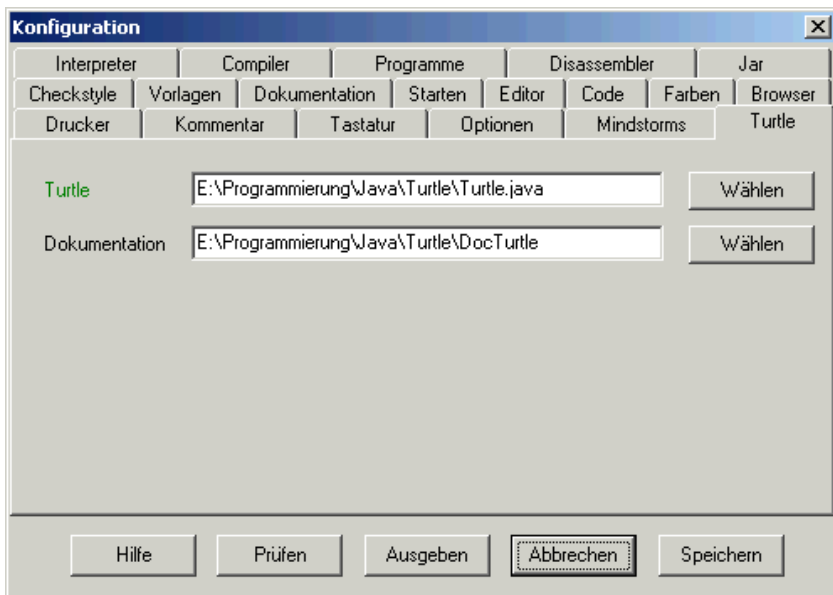 Konfiguration
Interpreter Compiler Programme Disassembler Jar
Checkstyle Vorlagen Dokumentation Starten Editor Code Farben Browser
Drucker Kommentar Tastatur Optionen Mindstorms Turtle
Turtle E:\Programmierung\Java\Turtle\Turtle.java Wählen
Dokumentation E:\Programmierung\Java\Turtle\DocTurtle Wählen
Hilfe Prüfen Ausgeben Abbrechen Speichern